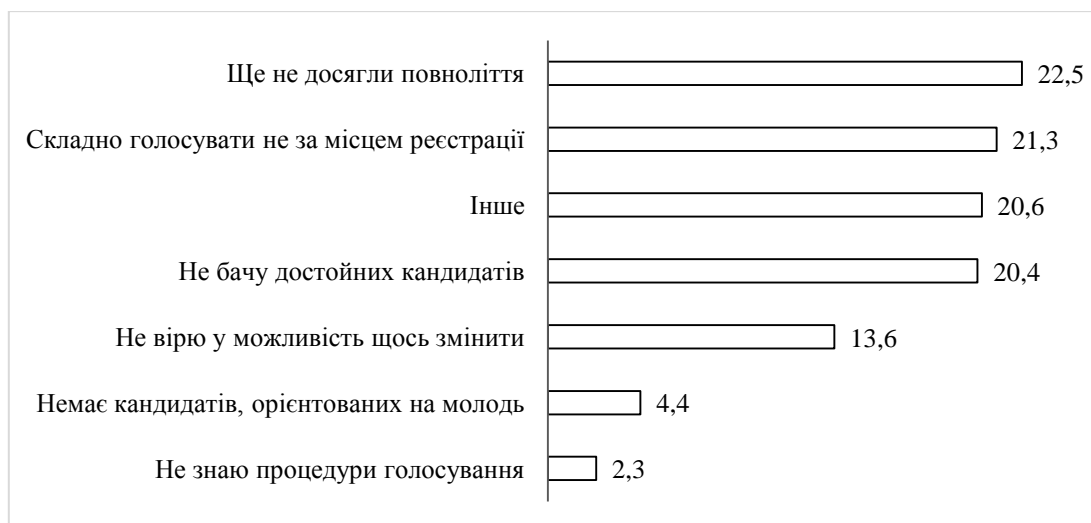 Ще не досягли повноліття 22,5
Складно голосувати не за місцем реєстрації 21,3
Інше 20,6
Не бачу достойних кандидатів 20,4
Не вірю у можливість щось змінити 13,6
Немає кандидатів, орієнтованих на молодь 4,4
Не знаю процедури голосування 2,3